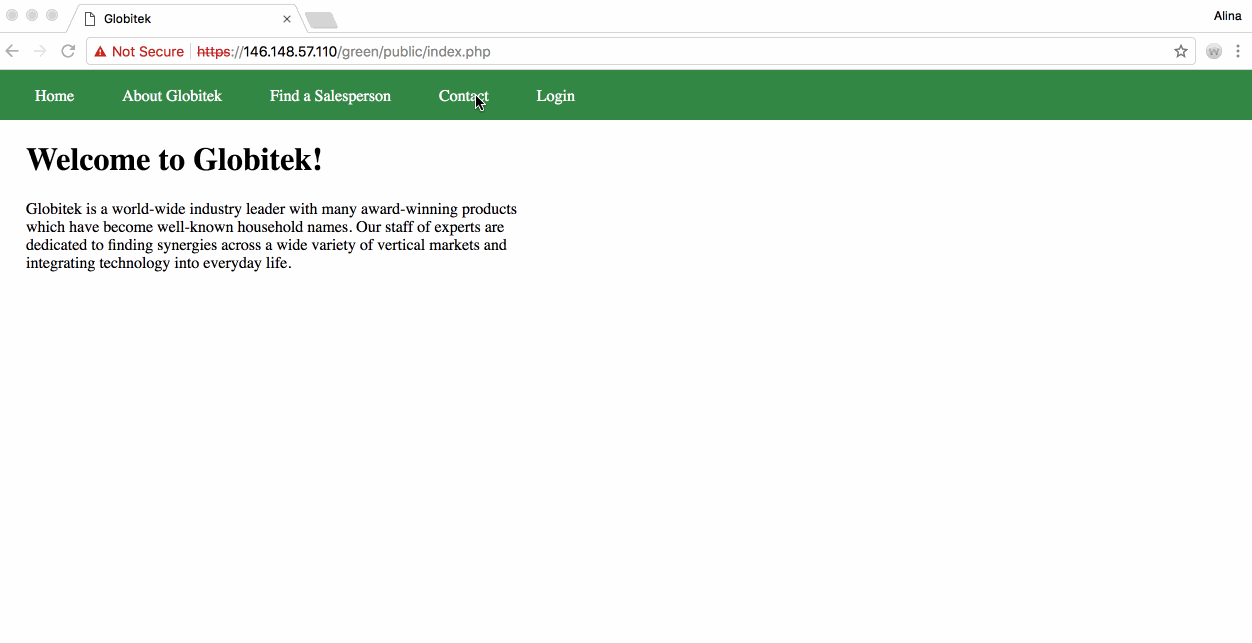 Globitek
Alina
Not Secure https://146.148.57.110/green/public/index.php
W
Home About Globitek Find a Salesperson Contact Login
Welcome to Globitek!
Globitek is a world-wide industry leader with many award-winning products
which have become well-known household names. Our staff of experts are
dedicated to finding synergies across a wide variety of vertical markets and
integrating technology into everyday life.